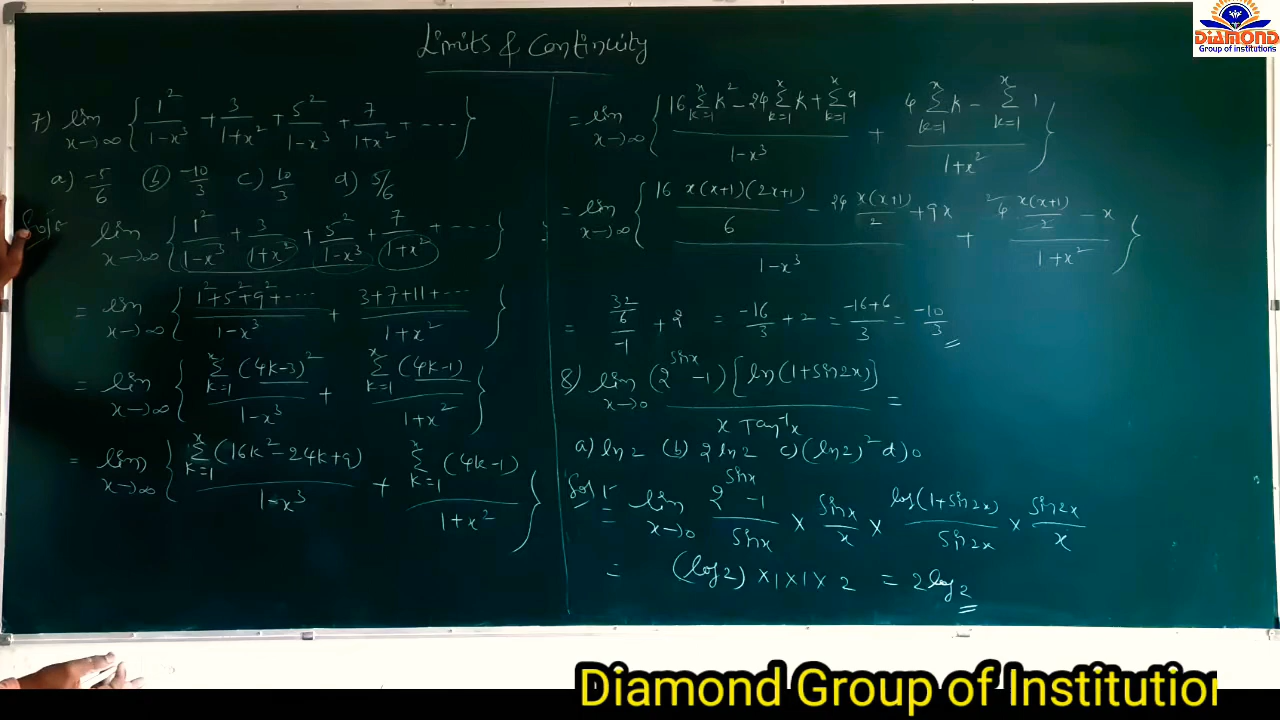 DIAMOND
Group of institutions
Limits & Continuity
7) lim x→∞ { 1²/(1-x³) + 3/(1+x²) + 5²/(1-x³) + 7/(1+x²) + ---- }
a) -5/6 (b) -10/3 c) 10/3 d) 5/6
Sol:- lim x→∞ { 1²/(1-x³) + 3/(1+x²) + 5²/(1-x³) + 7/(1+x²) + ---- }
= lim x→∞ { (1²+5²+9²+....)/(1-x³) + (3+7+11+....)/(1+x²) }
= lim x→∞ { Σ_{k=1}^{x} (4k-3)²/(1-x³) + Σ_{k=1}^{x} (4k-1)/(1+x²) }
= lim x→∞ { Σ_{k=1}^{x} (16k²-24k+9)/(1-x³) + Σ_{k=1}^{x} (4k-1)/(1+x²) }
= lim x→∞ { (16 Σ_{k=1}^{x} k² - 24 Σ_{k=1}^{x} k + Σ_{k=1}^{x} 9)/(1-x³) + (4 Σ_{k=1}^{x} k - Σ_{k=1}^{x} 1)/(1+x²) }
= lim x→∞ { (16 x(x+1)(2x+1)/6 - 24 x(x+1)/2 + 9x)/(1-x³) + (4 x(x+1)/2 - x)/(1+x²) }
= (32/6)/(-1) + 2 = -16/3 + 2 = (-16+6)/3 = -10/3
8) lim x→0 (2^{sinx} -1) [ln(1+sin2x)] / (x Tan⁻¹x) =
a) ln2 (b) 2ln2 c) (ln2)² d) 0
Sol:- = lim x→0 (2^{sinx} -1)/sinx × sinx/x × log(1+sin2x)/sin2x × sin2x/x
= (log2) × 1 × 1 × 2 = 2log2
Diamond Group of Institution